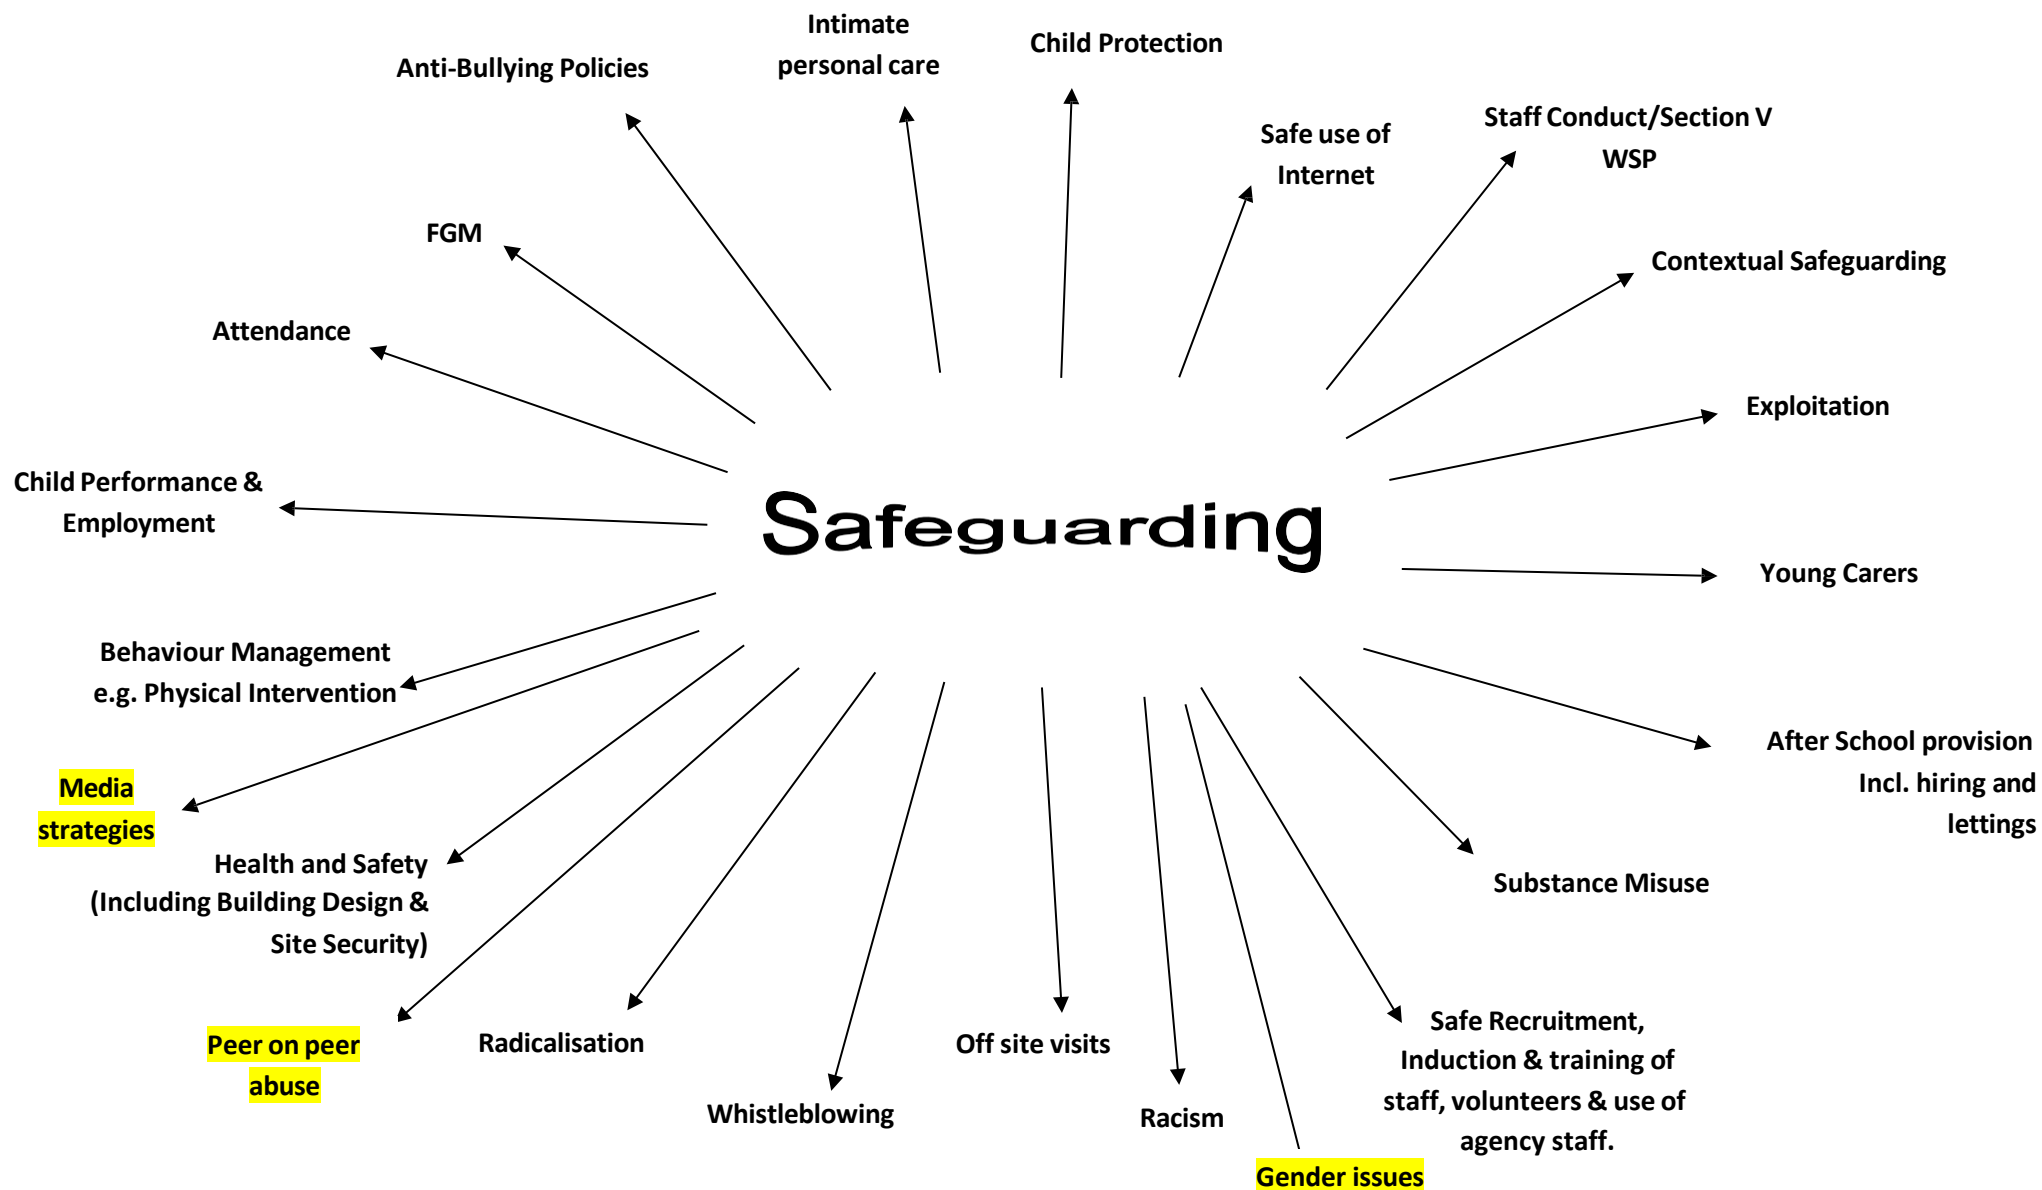 Intimate
personal care
Child Protection
Anti-Bullying Policies
Safe use of
Internet
Staff Conduct/Section V
WSP
FGM
Contextual Safeguarding
Attendance
Exploitation
Child Performance &
Employment
Safeguarding
Young Carers
Behaviour Management
e.g. Physical Intervention
After School provision
Incl. hiring and
lettings
Media
strategies
Health and Safety
(Including Building Design &
Site Security)
Substance Misuse
Peer on peer
abuse
Radicalisation
Whistleblowing
Off site visits
Racism
Safe Recruitment,
Induction & training of
staff, volunteers & use of
agency staff.
Gender issues